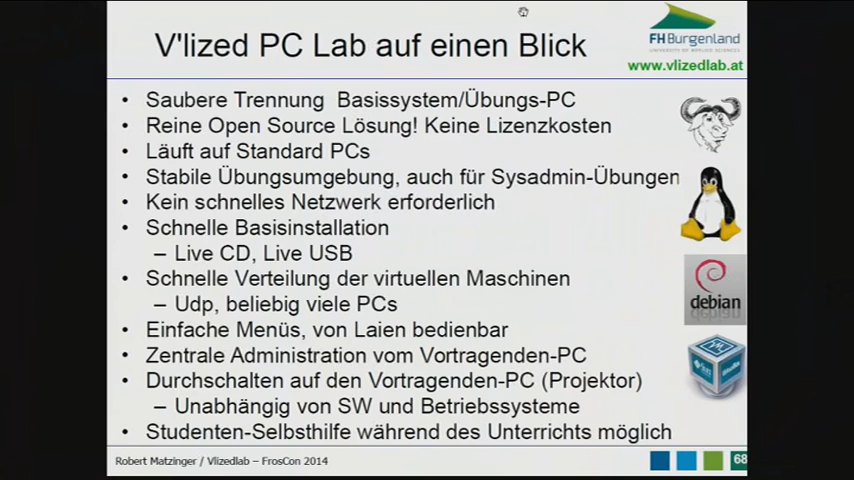 V'lized PC Lab auf einen Blick
FHBurgenland
UNIVERSITY OF APPLIED SCIENCES
www.vlizedlab.at
• Saubere Trennung Basissystem/Übungs-PC
• Reine Open Source Lösung! Keine Lizenzkosten
• Läuft auf Standard PCs
• Stabile Übungsumgebung, auch für Sysadmin-Übungen
• Kein schnelles Netzwerk erforderlich
• Schnelle Basisinstallation
– Live CD, Live USB
• Schnelle Verteilung der virtuellen Maschinen
– Udp, beliebig viele PCs
• Einfache Menüs, von Laien bedienbar
• Zentrale Administration vom Vortragenden-PC
• Durchschalten auf den Vortragenden-PC (Projektor)
– Unabhängig von SW und Betriebssysteme
• Studenten-Selbsthilfe während des Unterrichts möglich
debian
Robert Matzinger / Vlizedlab – FrosCon 2014
68